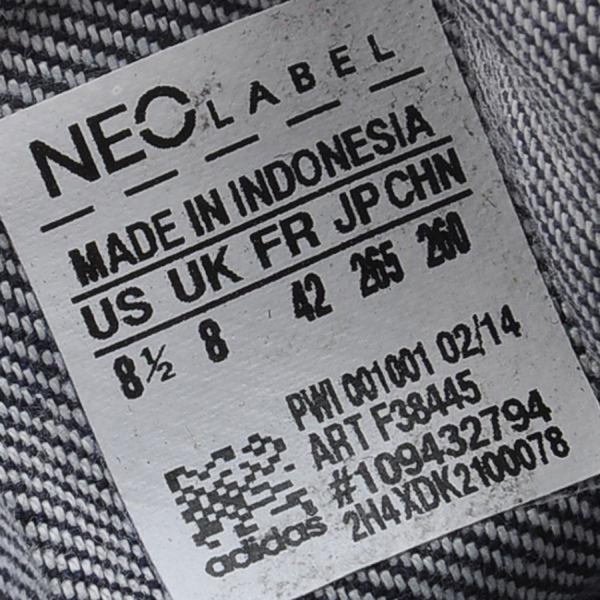 NEO LABEL
MADE IN INDONESIA
US UK FR JP CHN
8½ 8 42 265 260
PWI 001001 02/14
ART F38445
#109432794
2H4XDK2100078
adidas